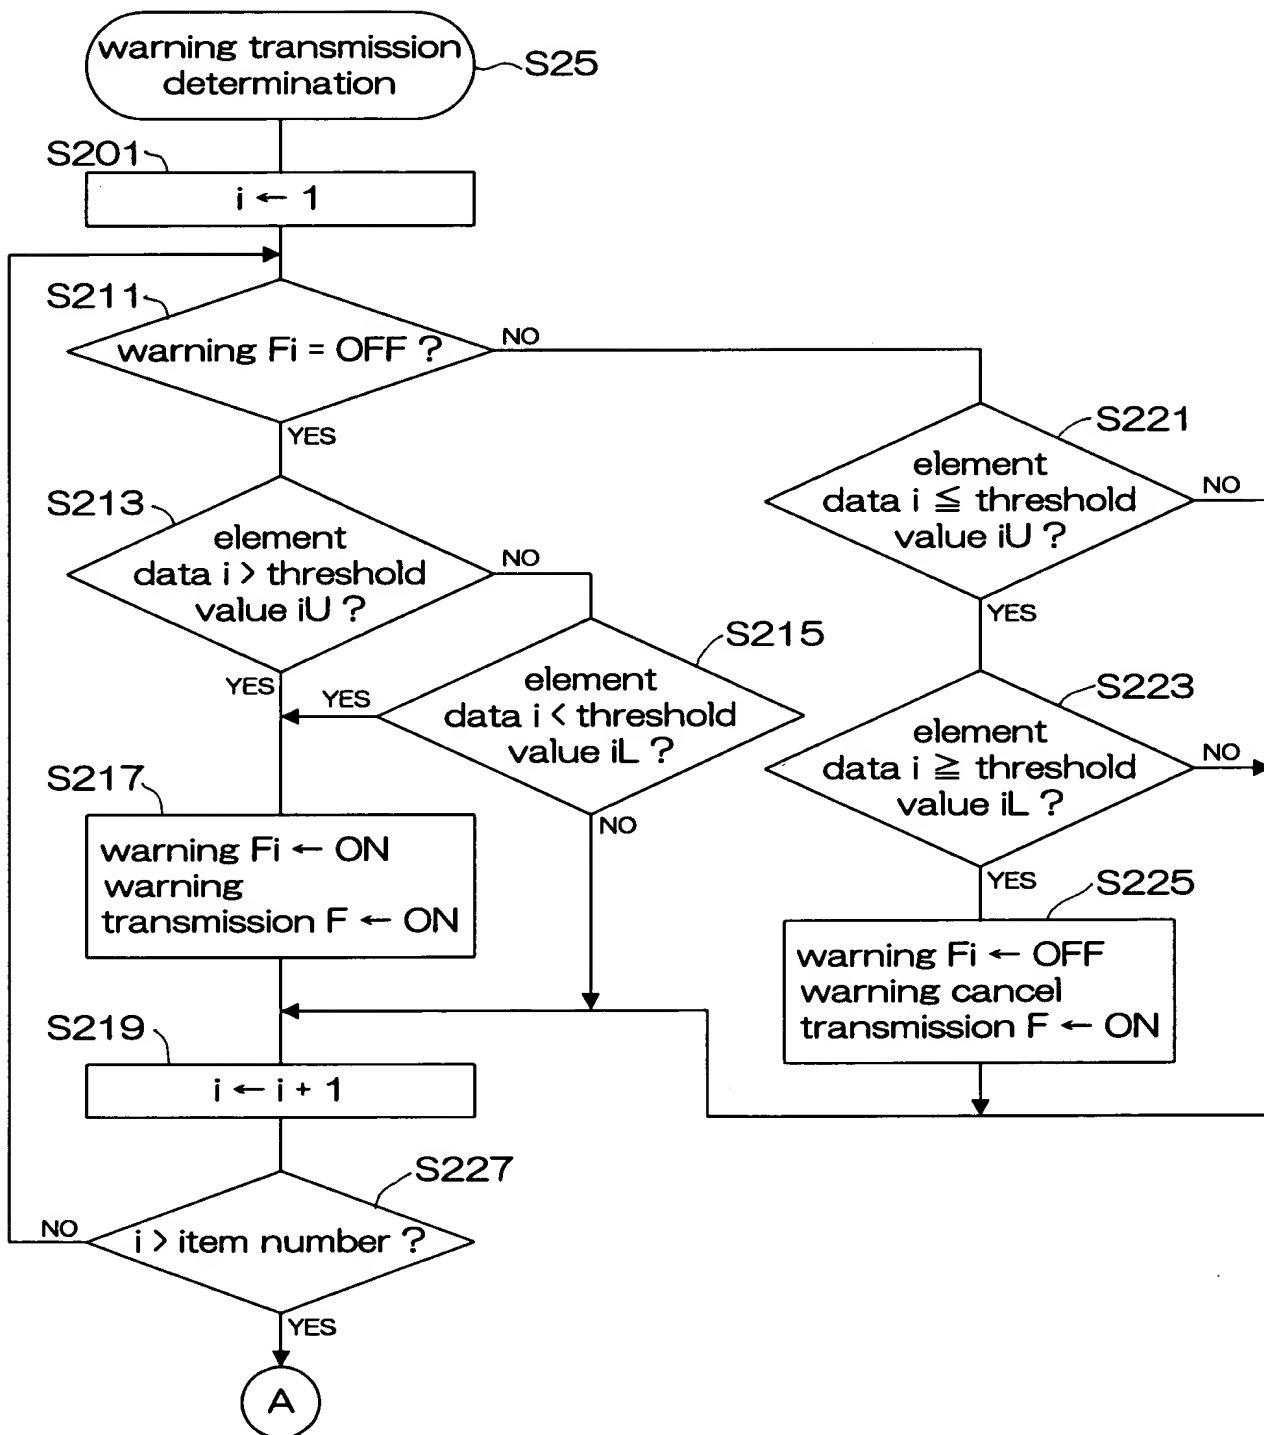 warning transmission
determination
S25
S201
i ← 1
S211
warning Fi = OFF ?
NO
YES
S221
element
data i ≦ threshold
value iU ?
NO
YES
S213
element
data i > threshold
value iU ?
NO
YES
S215
element
data i < threshold
value iL ?
YES
NO
S223
element
data i ≧ threshold
value iL ?
NO
YES
S217
warning Fi ← ON
warning
transmission F ← ON
S225
warning Fi ← OFF
warning cancel
transmission F ← ON
S219
i ← i + 1
S227
i > item number ?
NO
YES
A